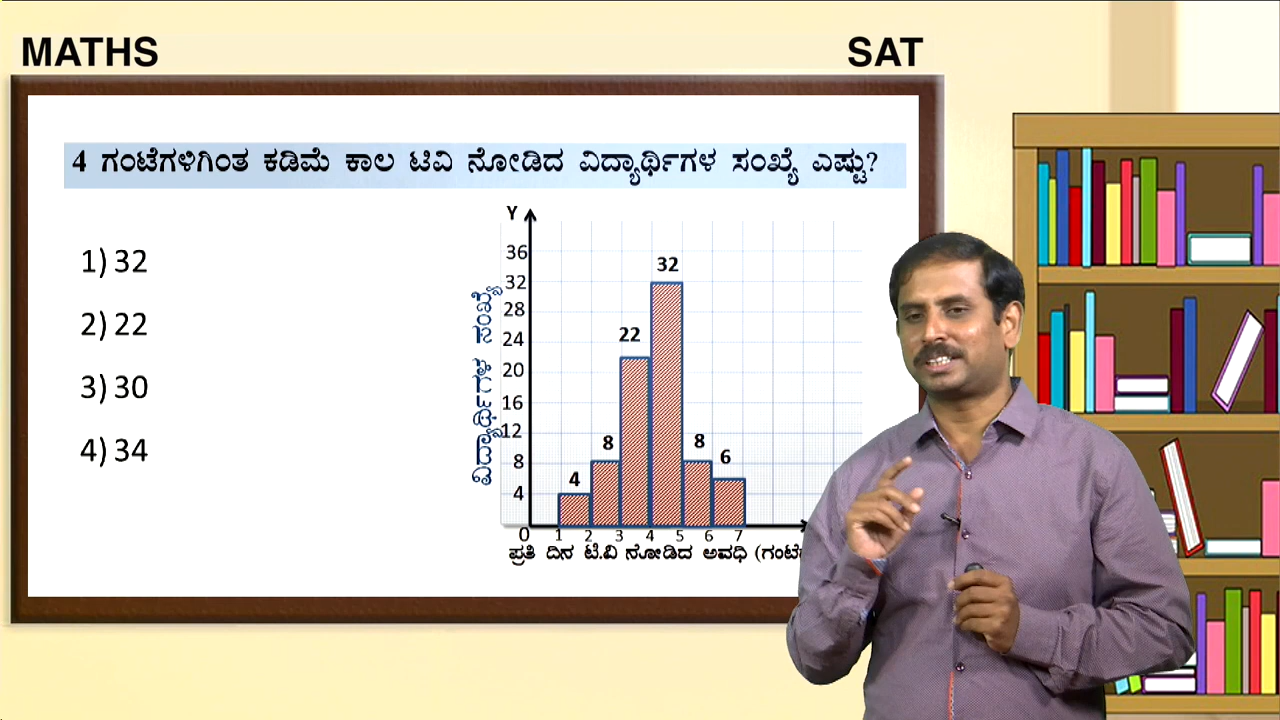 MATHS
SAT
4 ಗಂಟೆಗಳಿಗಿಂತ ಕಡಿಮೆ ಕಾಲ ಟಿವಿ ನೋಡಿದ ವಿದ್ಯಾರ್ಥಿಗಳ ಸಂಖ್ಯೆ ಎಷ್ಟು?
1) 32
2) 22
3) 30
4) 34
Y
36
32
28
24
20
16
12
8
4
ವಿದ್ಯಾರ್ಥಿಗಳ ಸಂಖ್ಯೆ
4
8
22
32
8
6
0 1 2 3 4 5 6 7
ಪ್ರತಿ ದಿನ ಟಿ.ವಿ ನೋಡಿದ ಅವಧಿ